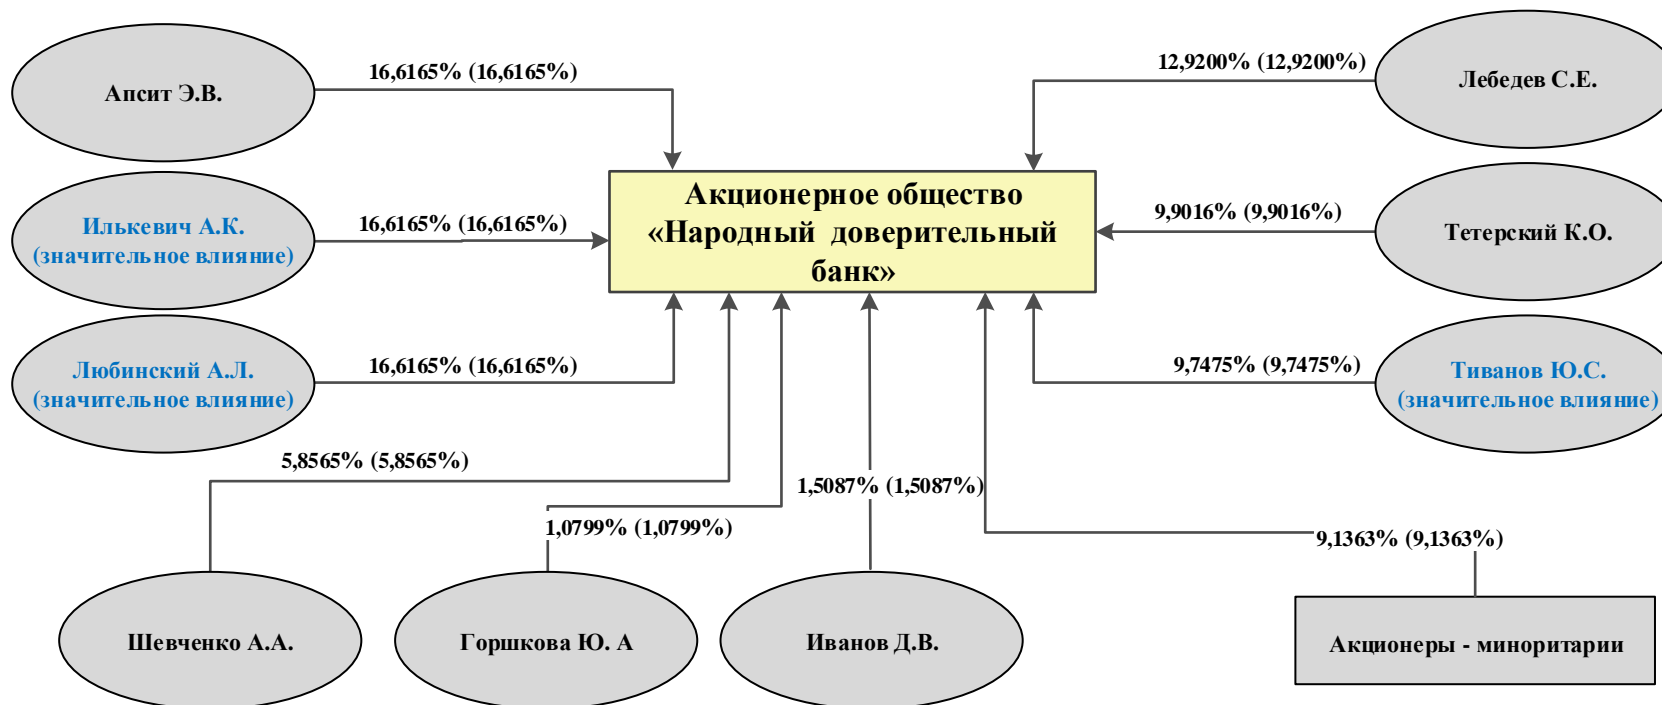 16,6165% (16,6165%)
Апсит Э.В.
12,9200% (12,9200%)
Лебедев С.Е.
Акционерное общество
«Народный доверительный
банк»
Илькевич А.К.
(значительное влияние)
16,6165% (16,6165%)
9,9016% (9,9016%)
Тетерский К.О.
Любинский А.Л.
(значительное влияние)
16,6165% (16,6165%)
9,7475% (9,7475%)
Тиванов Ю.С.
(значительное влияние)
5,8565% (5,8565%)
1,5087% (1,5087%)
1,0799% (1,0799%)
9,1363% (9,1363%)
Шевченко А.А.
Горшкова Ю. А
Иванов Д.В.
Акционеры - миноритарии